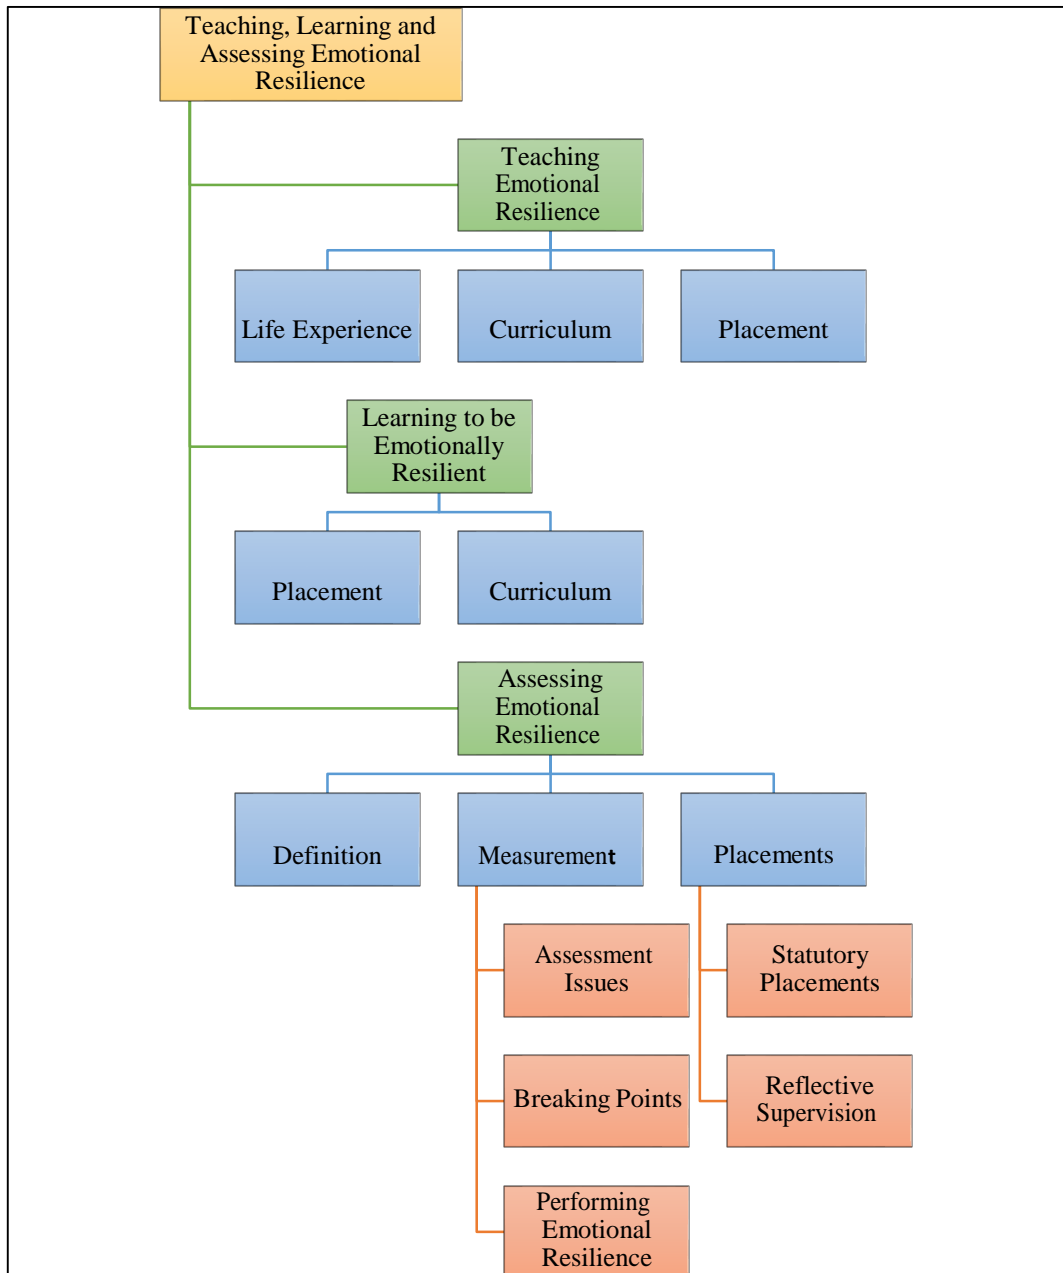 Teaching, Learning and
Assessing Emotional
Resilience
Teaching
Emotional
Resilience
Life Experience
Curriculum
Placement
Learning to be
Emotionally
Resilient
Placement
Curriculum
Assessing
Emotional
Resilience
Definition
Measurement
Placements
Assessment
Issues
Statutory
Placements
Breaking Points
Reflective
Supervision
Performing
Emotional
Resilience